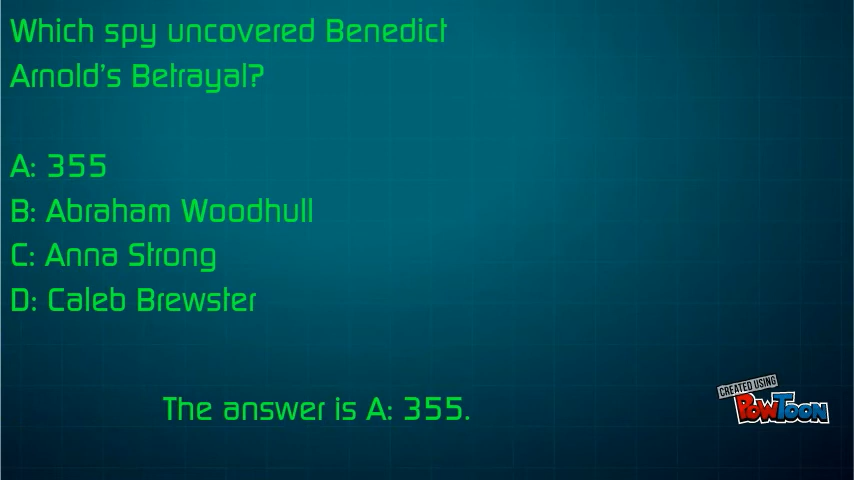 Which spy uncovered Benedict
Arnold's Betrayal?
A: 355
B: Abraham Woodhull
C: Anna Strong
D: Caleb Brewster
The answer is A: 355.
CREATED USING
POWTOON